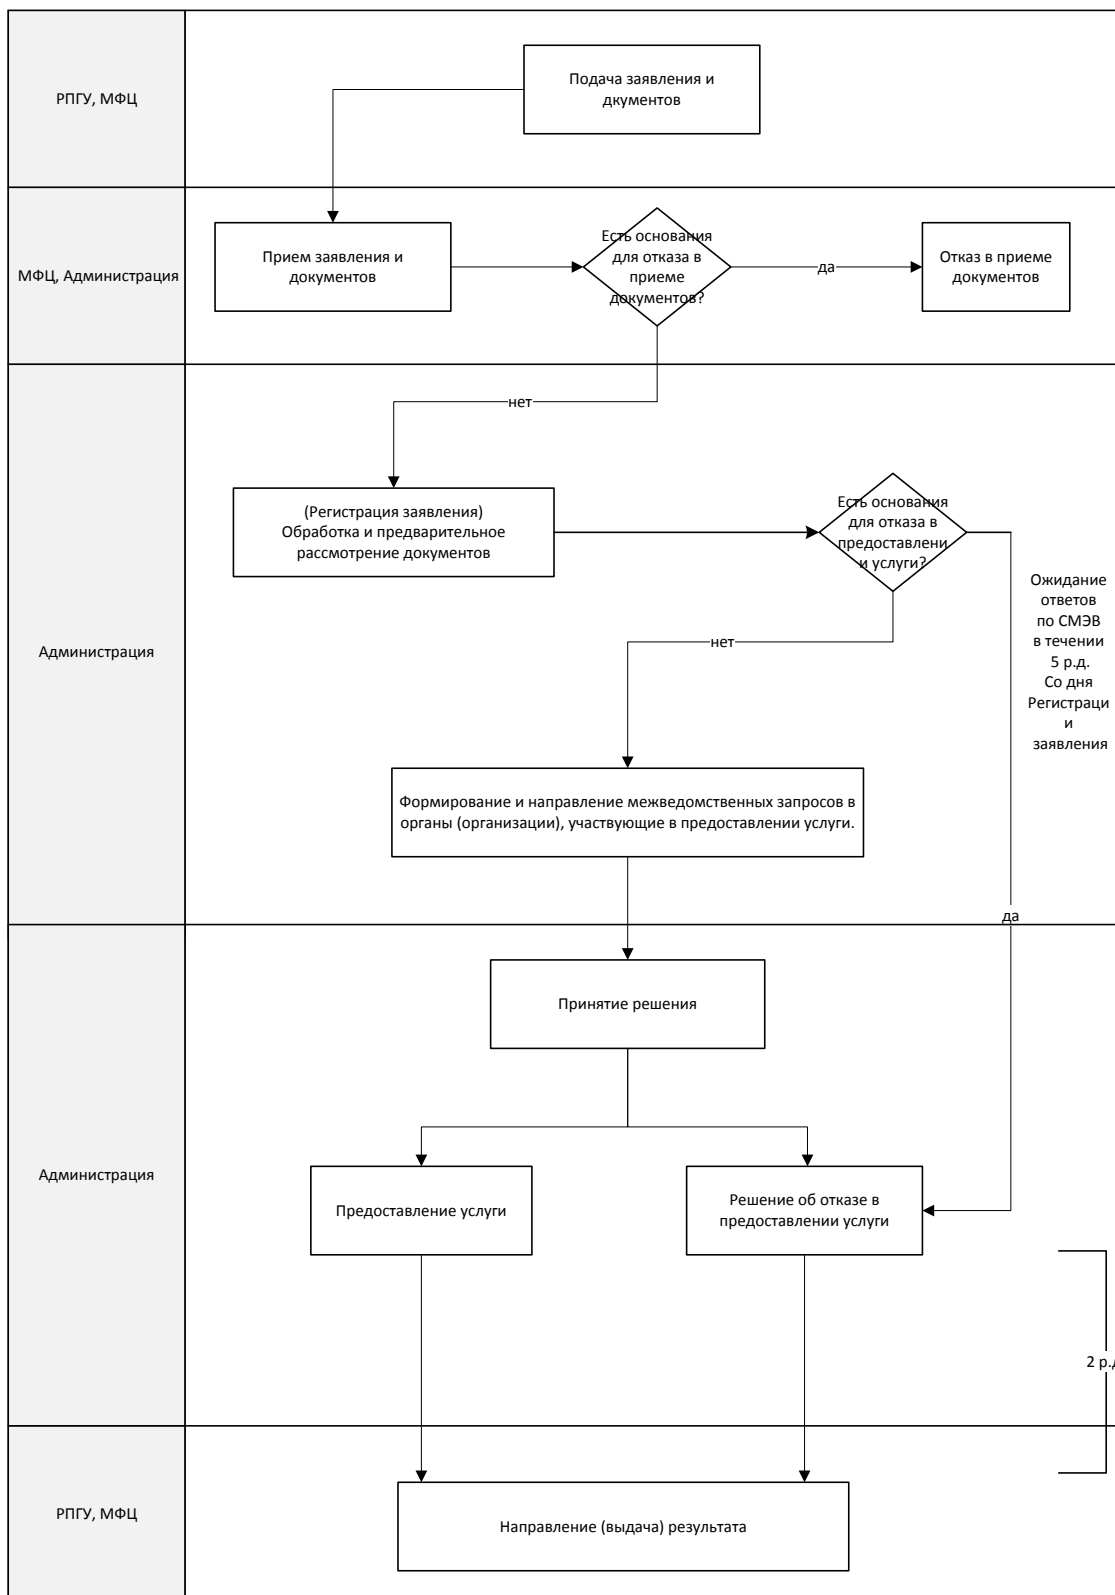 РПГУ, МФЦ
Подача заявления и
дкументов
МФЦ, Администрация
Прием заявления и
документов
Есть основания
для отказа в
приеме
документов?
да
Отказ в приеме
документов
нет
Администрация
(Регистрация заявления)
Обработка и предварительное
рассмотрение документов
Есть основания
для отказа в
предоставлени
и услуги?
Ожидание
ответов
по СМЭВ
в течении
5 р.д.
Со дня
Регистраци
и
заявления
нет
Формирование и направление межведомственных запросов в
органы (организации), участвующие в предоставлении услуги.
да
Администрация
Принятие решения
Предоставление услуги
Решение об отказе в
предоставлении услуги
2 р.д
РПГУ, МФЦ
Направление (выдача) результата